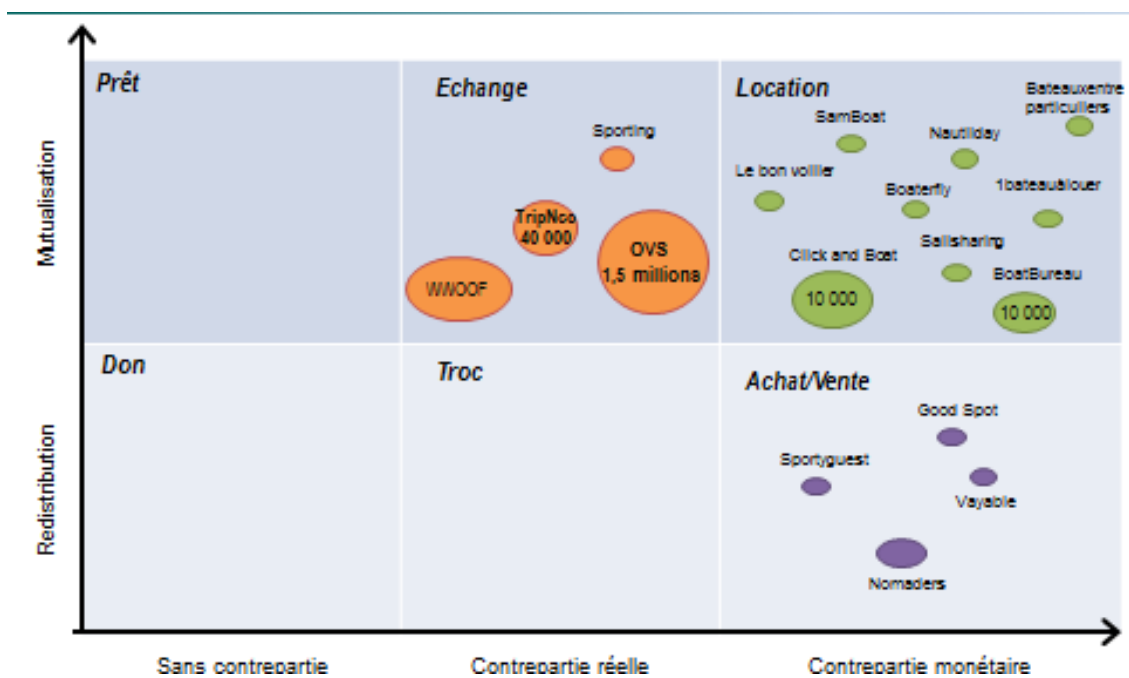 Prêt
Echange
Location
Bateauxentre
particuliers
SamBoat
Sporting
Nautilday
Le bon voilier
Boaterfly
1bateauàlouer
TripNco
40 000
OVS
1,5 millions
Sailsharing
Click and Boat
WWOOF
BoatBureau
10 000
10 000
Mutualisation
Don
Troc
Achat/Vente
Good Spot
Sportyguest
Vayable
Nomaders
Redistribution
Sans contrepartie
Contrepartie réelle
Contrepartie monétaire